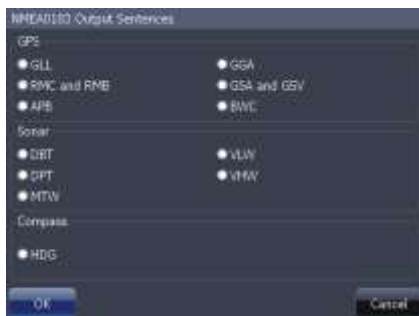 NMEA0183 Output Sentences
GPS
GLL GGA
RMC and RMB GSA and GSV
APB BWC
Sonar
DBT VLW
DPT VHW
MTW
Compass
HDG
OK Cancel